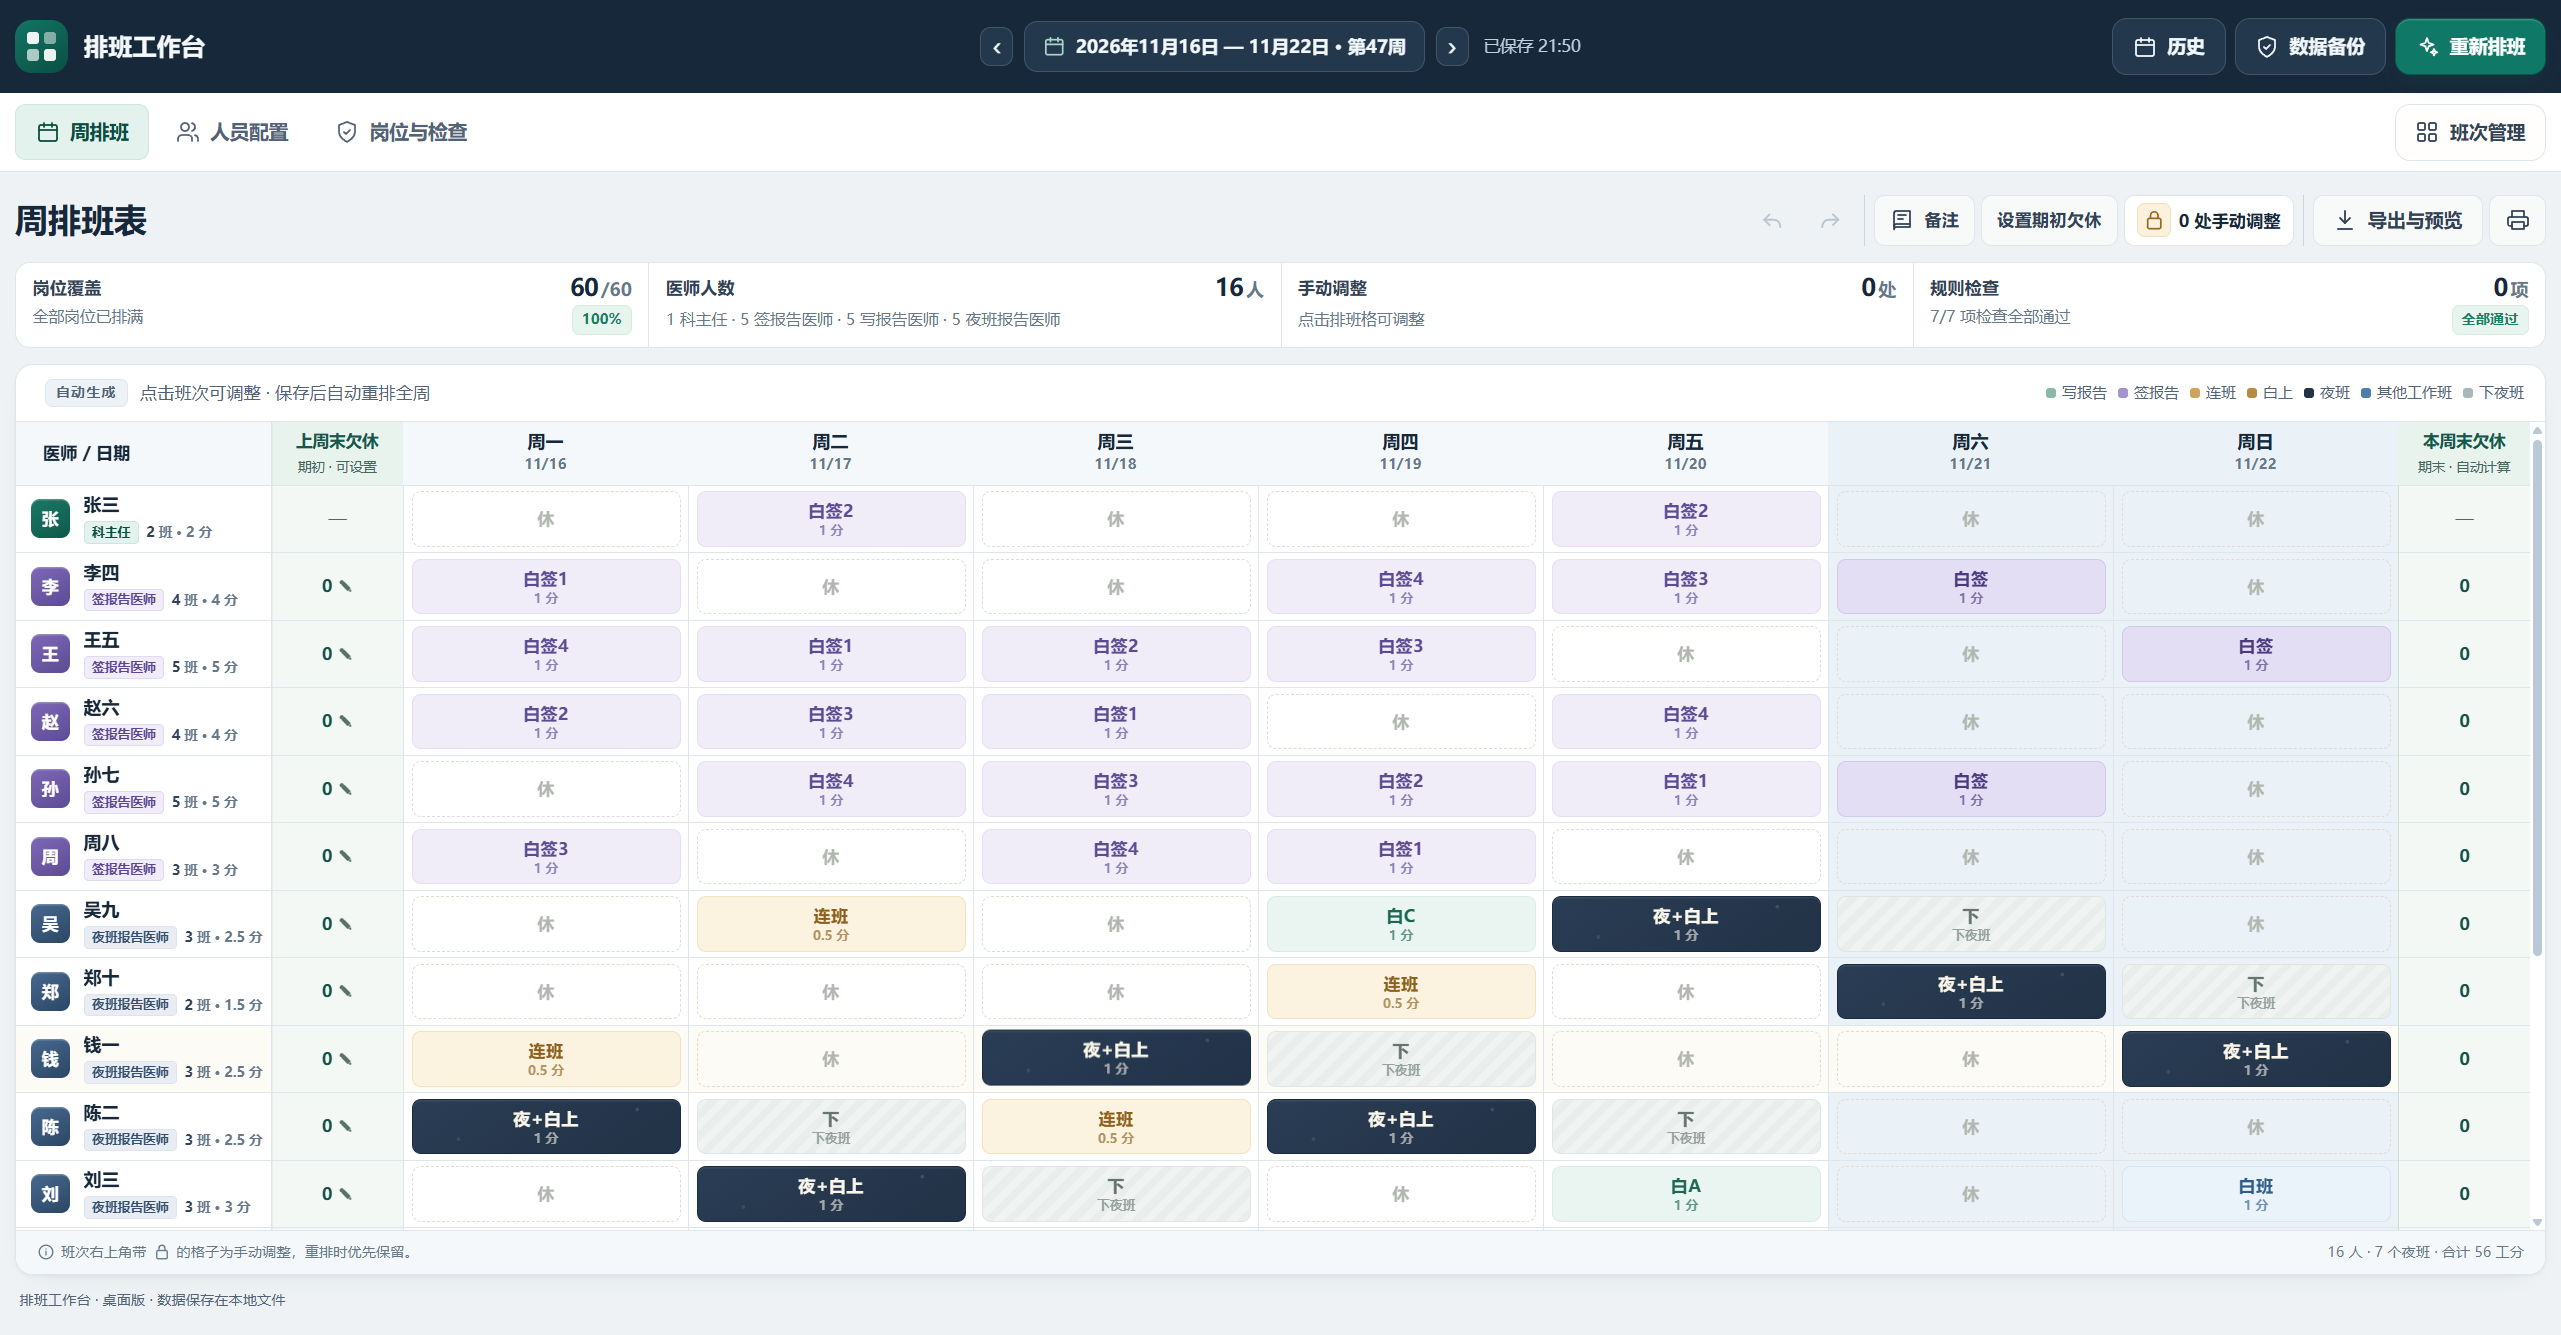 排班工作台
2026年11月16日 — 11月22日 • 第47周
已保存 21:50
历史
数据备份
重新排班
周排班
人员配置
岗位与检查
班次管理
周排班表
备注
设置期初欠休
0 处手动调整
导出与预览
岗位覆盖 60/60
全部岗位已排满 100%
医师人数 16人
1 科主任 · 5 签报告医师 · 5 写报告医师 · 5 夜班报告医师
手动调整 0处
点击排班格可调整
规则检查 0项
7/7 项检查全部通过 全部通过
自动生成 点击班次可调整 · 保存后自动重排全周
写报告 签报告 连班 白上 夜班 其他工作班 下夜班
医师 / 日期 上周末欠休 周一 周二 周三 周四 周五 周六 周日 本周末欠休
期初 · 可设置 11/16 11/17 11/18 11/19 11/20 11/21 11/22 期末 · 自动计算
张 张三 — 休 白签2 休 休 白签2 休 休 —
科主任 2 班 • 2 分 1 分 1 分
李 李四 0 白签1 休 休 白签4 白签3 白签 休 0
签报告医师 4 班 • 4 分 1 分 1 分 1 分 1 分
王 王五 0 白签4 白签1 白签2 白签3 休 休 白签 0
签报告医师 5 班 • 5 分 1 分 1 分 1 分 1 分 1 分
赵 赵六 0 白签2 白签3 白签1 休 白签4 休 休 0
签报告医师 4 班 • 4 分 1 分 1 分 1 分 1 分
孙 孙七 0 休 白签4 白签3 白签2 白签1 白签 休 0
签报告医师 5 班 • 5 分 1 分 1 分 1 分 1 分 1 分
周 周八 0 白签3 休 白签4 白签1 休 休 休 0
签报告医师 3 班 • 3 分 1 分 1 分 1 分
吴 吴九 0 休 连班 休 白C 夜+白上 下 休 0
夜班报告医师 3 班 • 2.5 分 0.5 分 1 分 1 分 下夜班
郑 郑十 0 休 休 休 连班 休 夜+白上 下 0
夜班报告医师 2 班 • 1.5 分 0.5 分 1 分 下夜班
钱 钱一 0 连班 休 夜+白上 下 休 休 夜+白上 0
夜班报告医师 3 班 • 2.5 分 0.5 分 1 分 下夜班 1 分
陈 陈二 0 夜+白上 下 连班 夜+白上 下 休 休 0
夜班报告医师 3 班 • 2.5 分 1 分 下夜班 0.5 分 1 分 下夜班
刘 刘三 0 休 夜+白上 下 休 白A 休 白班 0
夜班报告医师 3 班 • 3 分 1 分 下夜班 1 分 1 分
班次右上角带 的格子为手动调整，重排时优先保留。
16 人 · 7 个夜班 · 合计 56 工分
排班工作台 · 桌面版 · 数据保存在本地文件